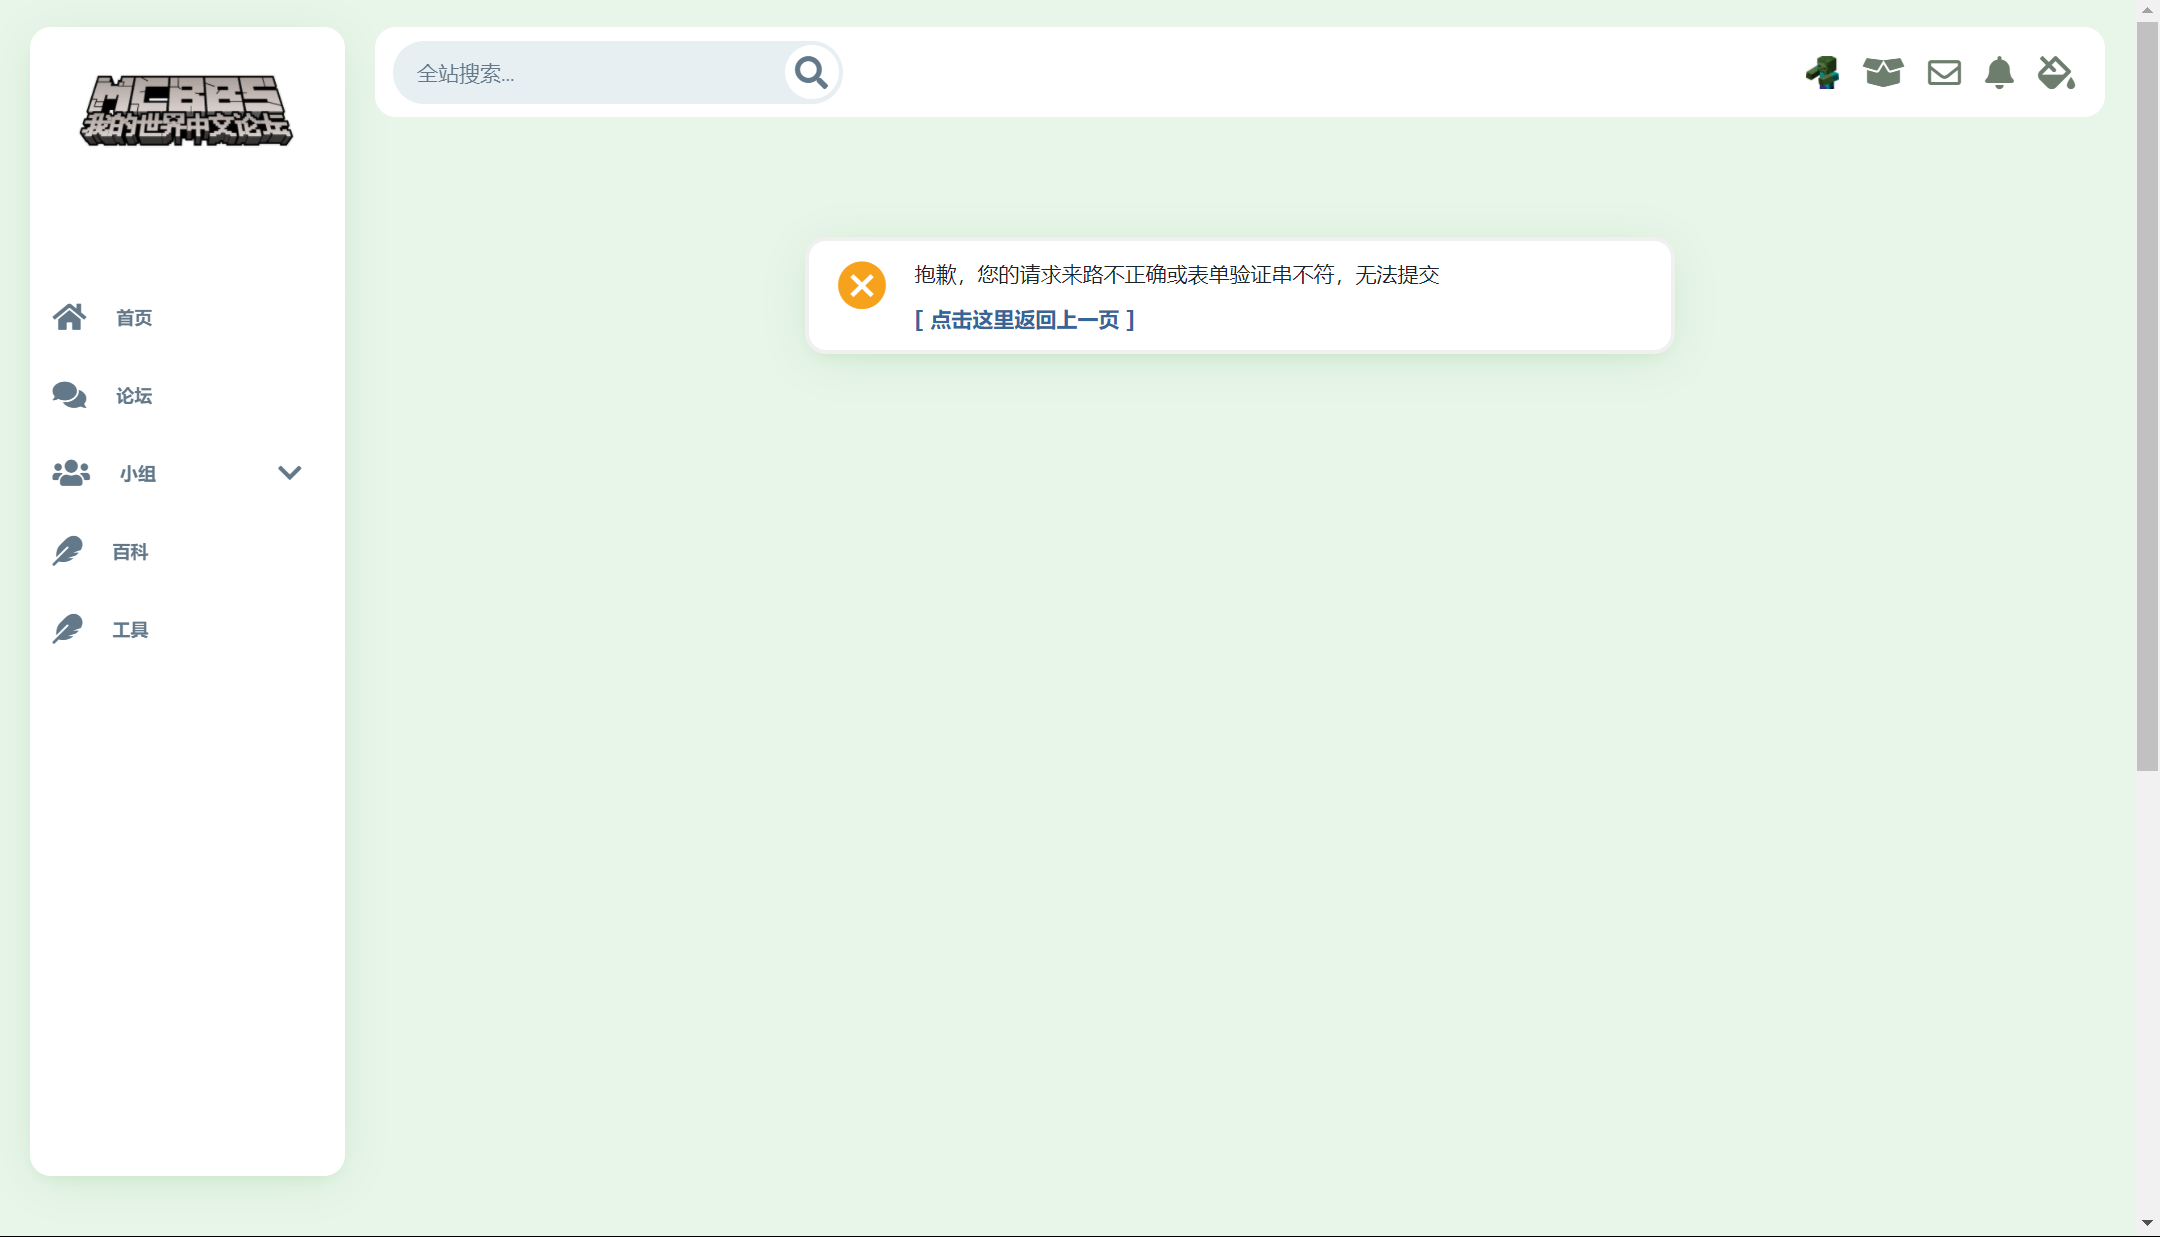 MCBBS
我的世界中文论坛
全站搜索...
首页
论坛
小组
百科
工具
抱歉，您的请求来路不正确或表单验证串不符，无法提交
[ 点击这里返回上一页 ]